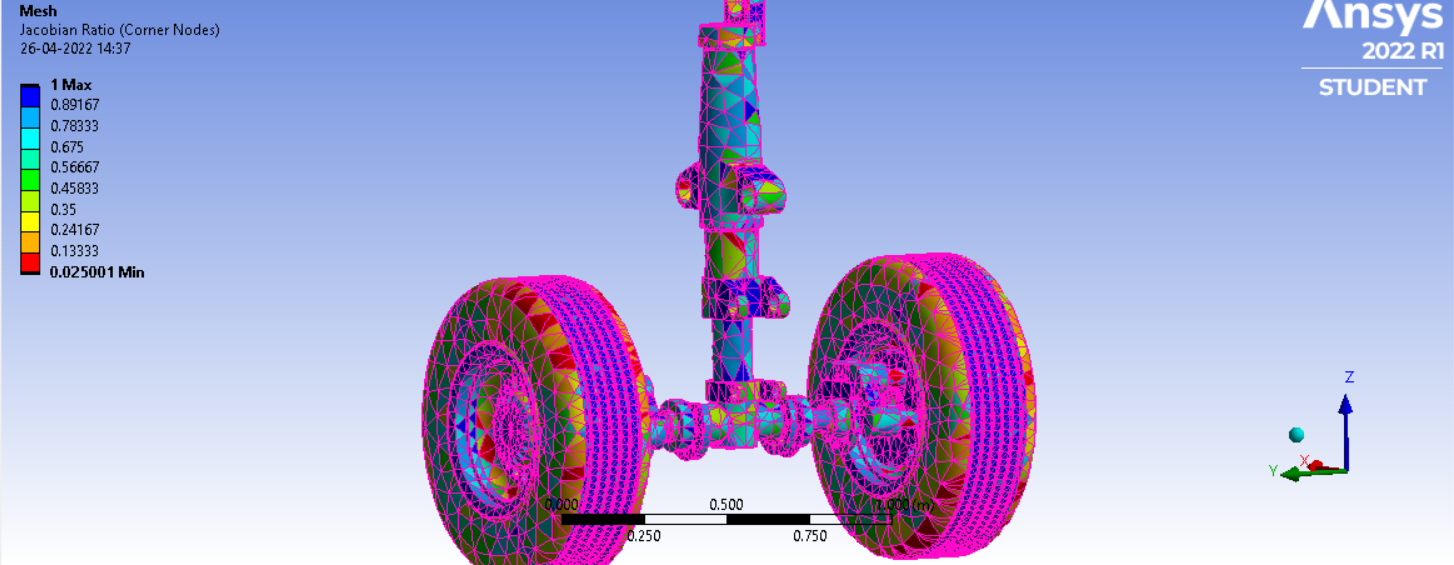 Mesh
Jacobian Ratio (Corner Nodes)
26-04-2022 14:37
1 Max
0.89167
0.78333
0.675
0.56667
0.45833
0.35
0.24167
0.13333
0.025001 Min
Ansys
2022 R1
STUDENT
Z
Y
X
0.000
0.500
1.000 (m)
0.250
0.750